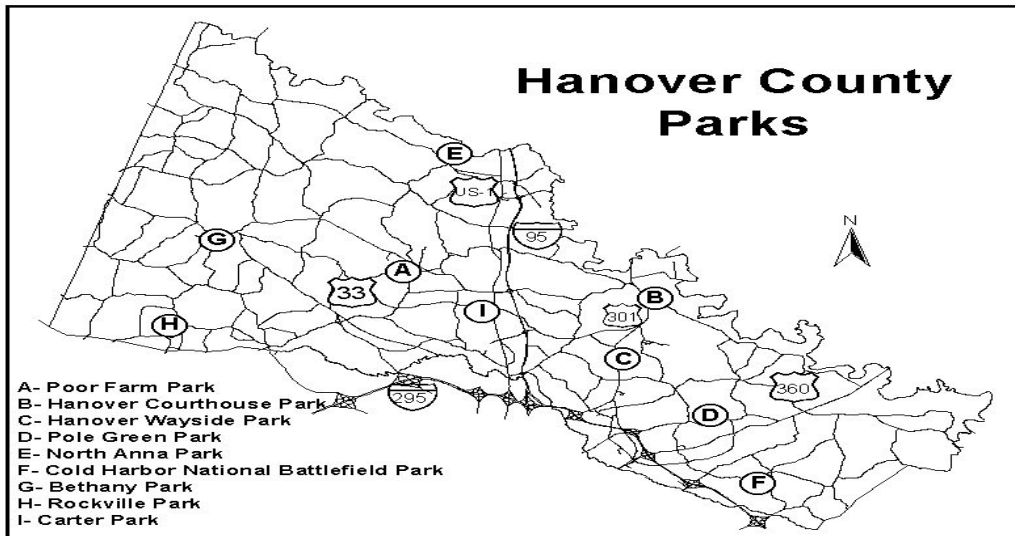 Hanover County
Parks
E
US-1
95
N
G
A
33
B
I
301
H
C
360
295
D
F
A- Poor Farm Park
B- Hanover Courthouse Park
C- Hanover Wayside Park
D- Pole Green Park
E- North Anna Park
F- Cold Harbor National Battlefield Park
G- Bethany Park
H- Rockville Park
I- Carter Park